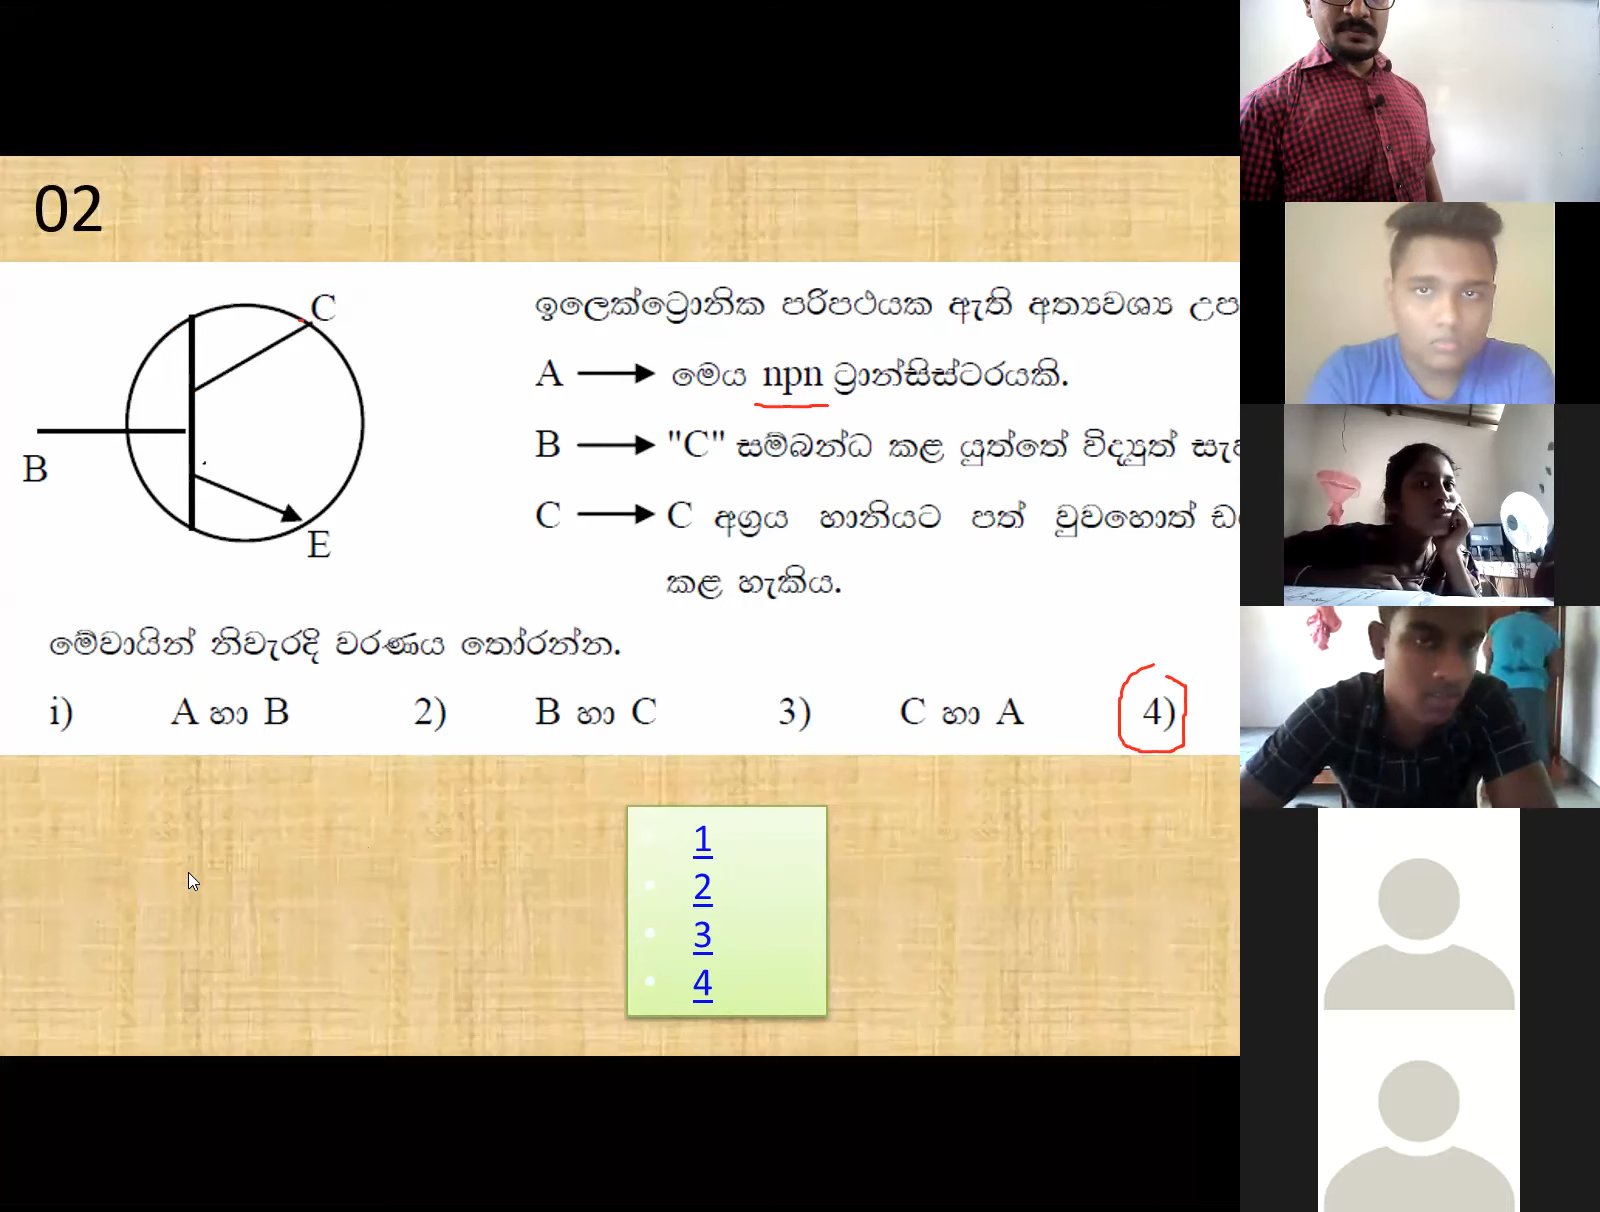 02
C
B
E
ඉලෙක්ට්‍රොනික පරිපථයක ඇති අත්‍යවශ්‍ය උප
A → මෙය npn ට්‍රාන්සිස්ටරයකි.
B → "C" සම්බන්ධ කළ යුත්තේ විද්‍යුත් සැ
C → C අග්‍රය හානියට පත් වුවහොත් ඩ
කළ හැකිය.
මේවායින් නිවැරදි වරණය තෝරන්න.
i) A හා B 2) B හා C 3) C හා A 4)
1
2
3
4